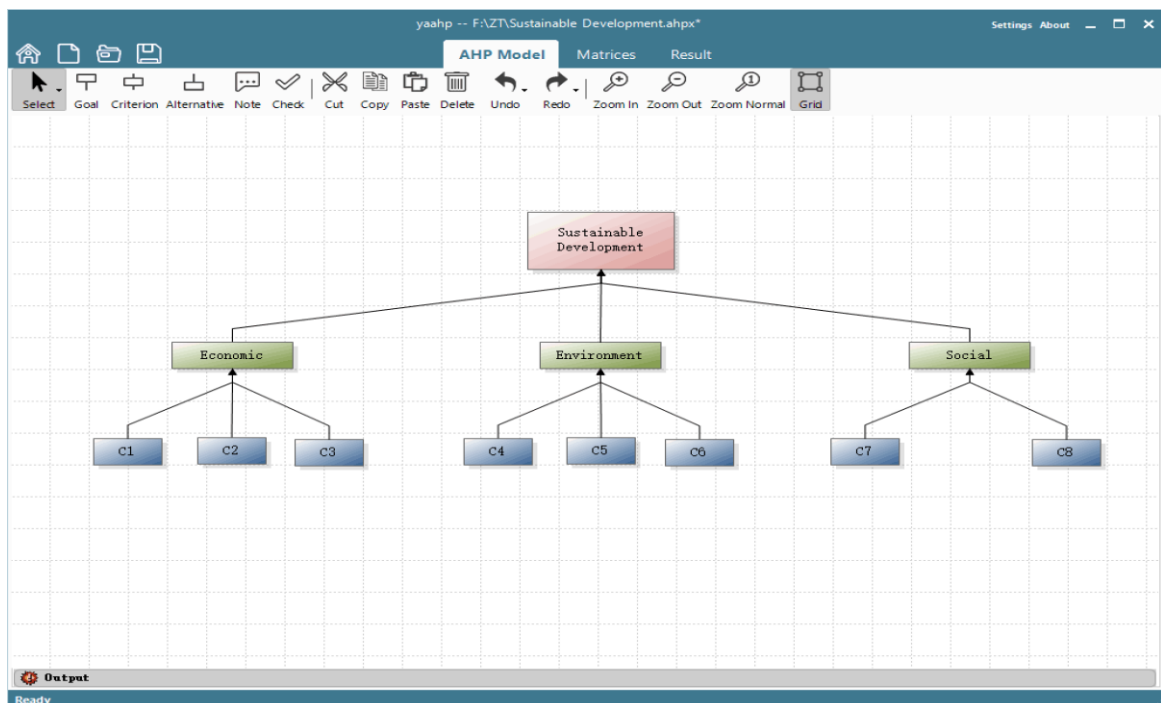 yaahp -- F:\ZT\Sustainable Development.ahpx*
Settings About
AHP Model Matrices Result
Select Goal Criterion Alternative Note Check Cut Copy Paste Delete Undo Redo Zoom In Zoom Out Zoom Normal Grid
Sustainable
Development
Economic Environment Social
C1 C2 C3 C4 C5 C6 C7 C8
Output
Ready